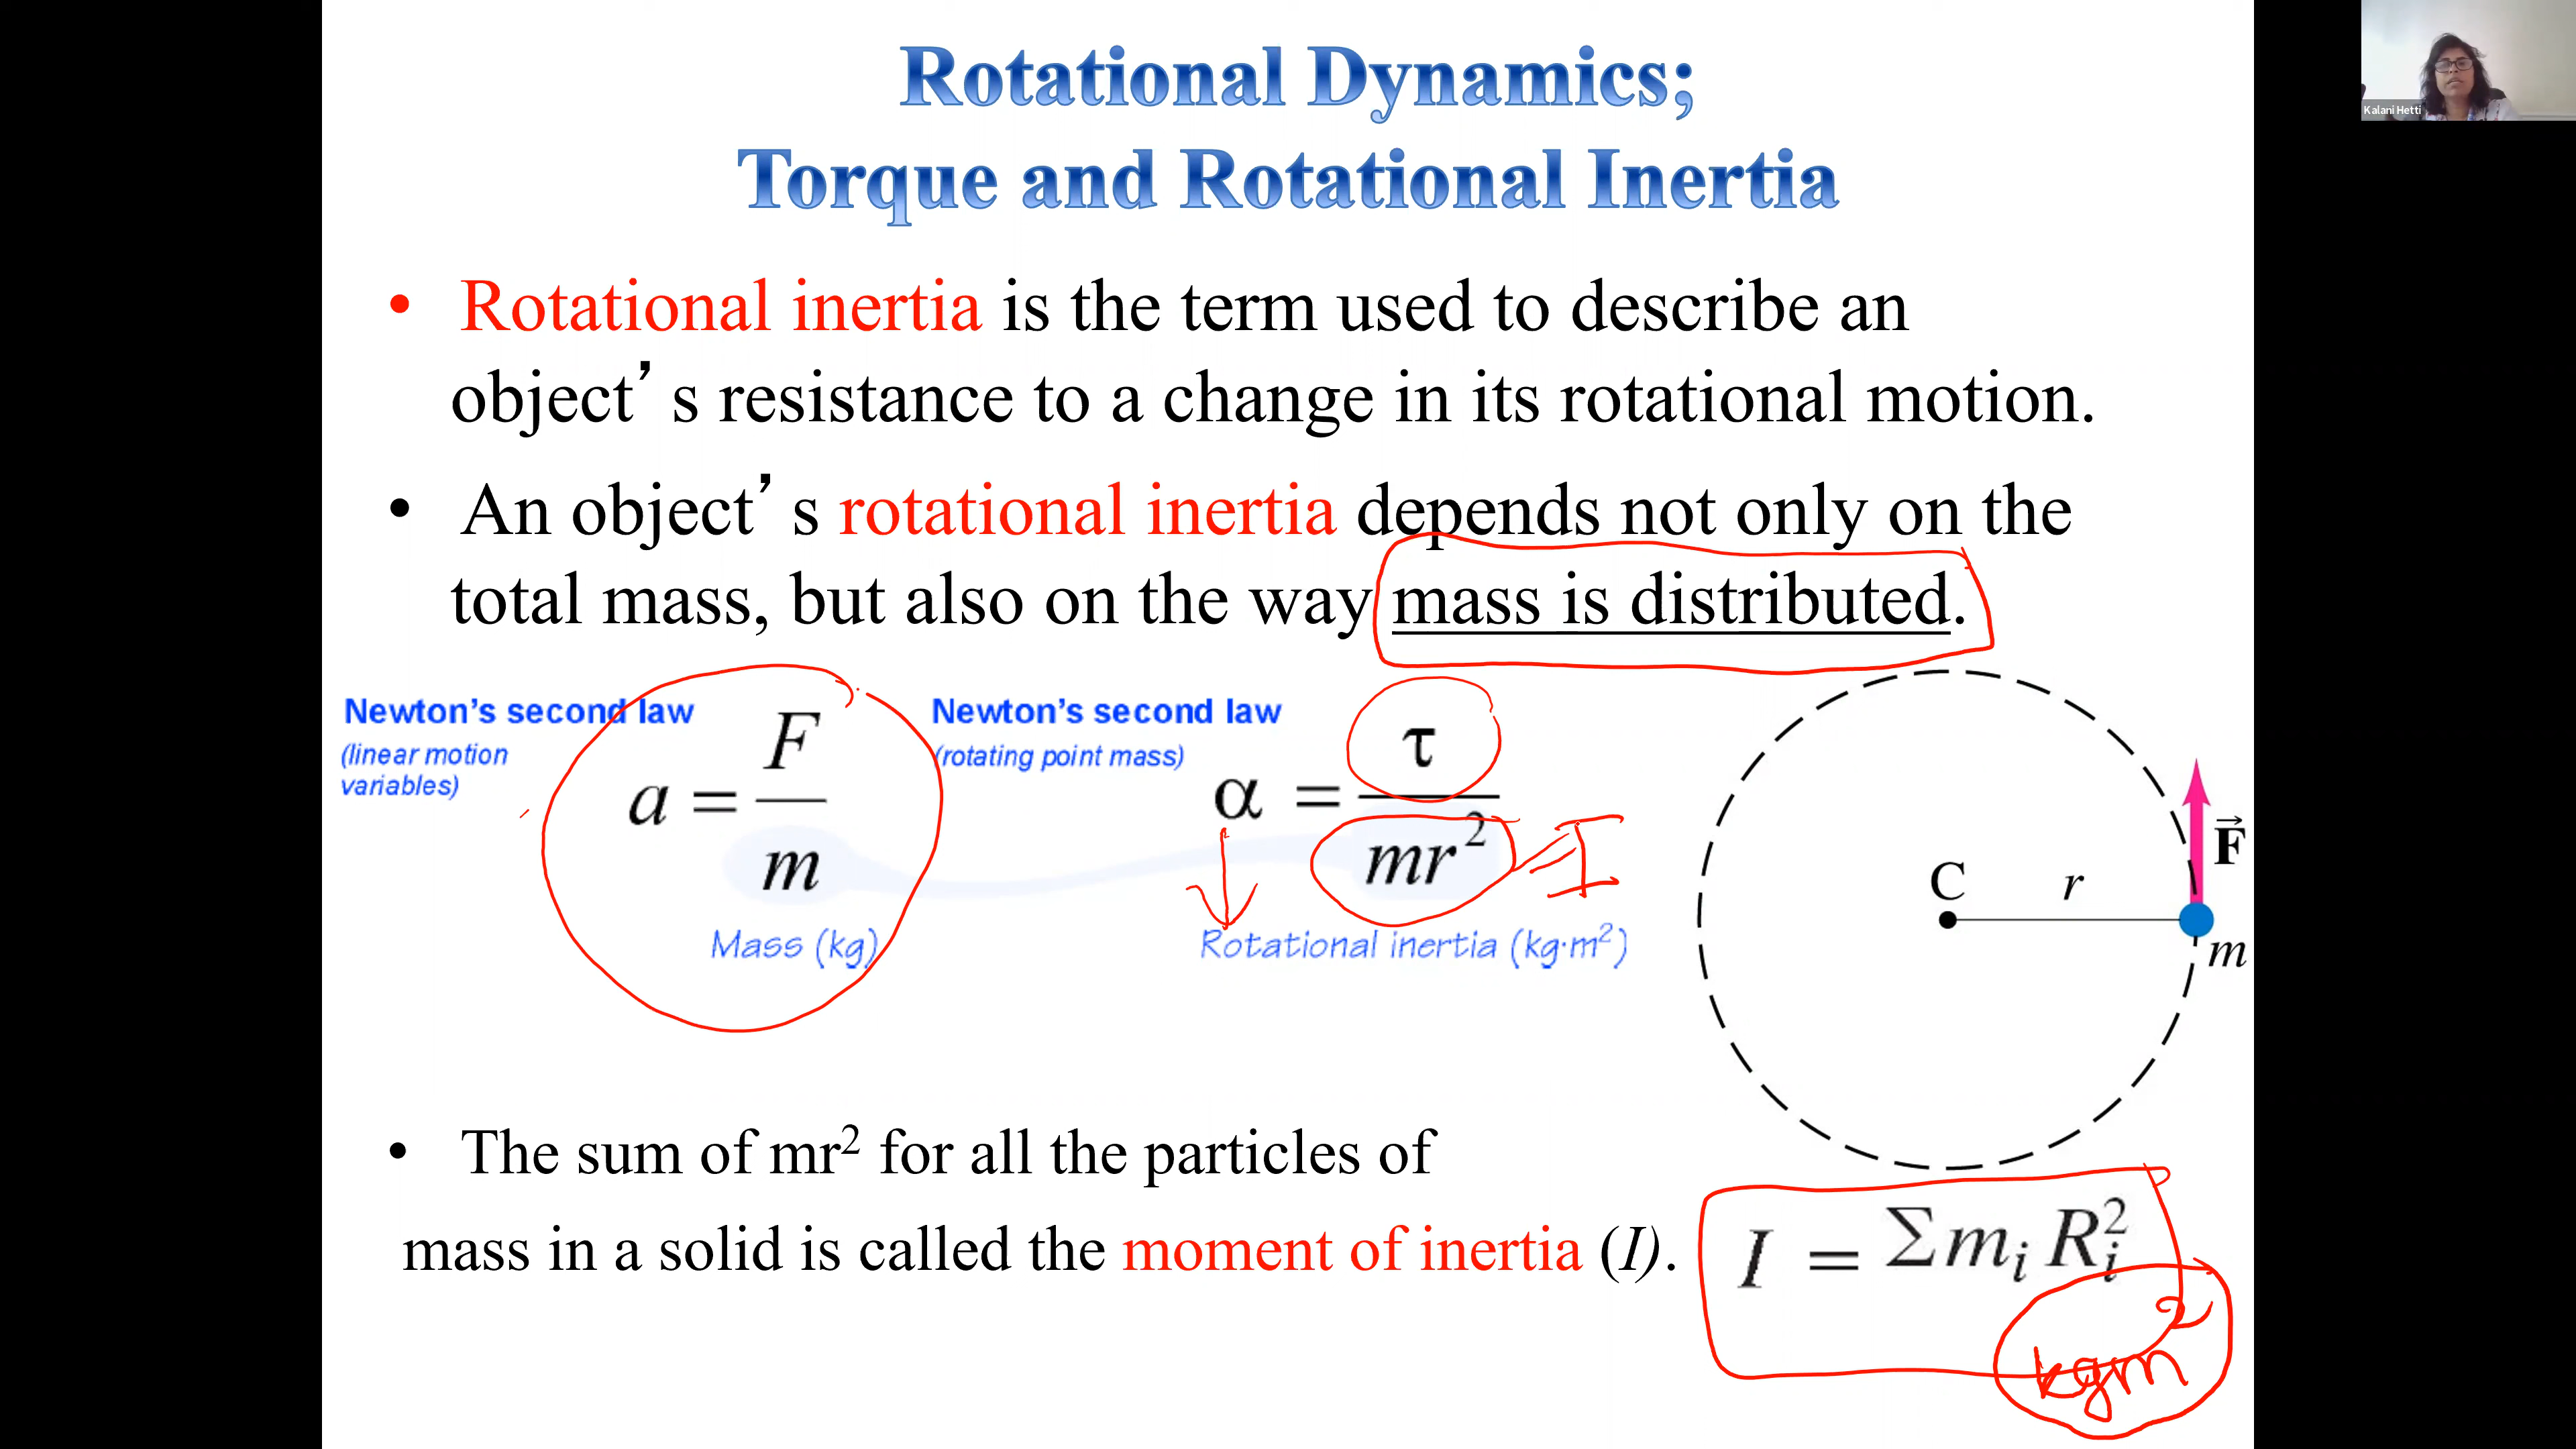 Rotational Dynamics;
Torque and Rotational Inertia
Kalani Hetti
• Rotational inertia is the term used to describe an
object’s resistance to a change in its rotational motion.
• An object’s rotational inertia depends not only on the
total mass, but also on the way mass is distributed.
Newton's second law
(linear motion
variables)
a = F/m
Mass (kg)
Newton's second law
(rotating point mass)
α = τ/mr²
I
Rotational inertia (kg·m²)
C
r
F⃗
m
• The sum of mr² for all the particles of
mass in a solid is called the moment of inertia (I).
I = Σmᵢ Rᵢ²
kgm²